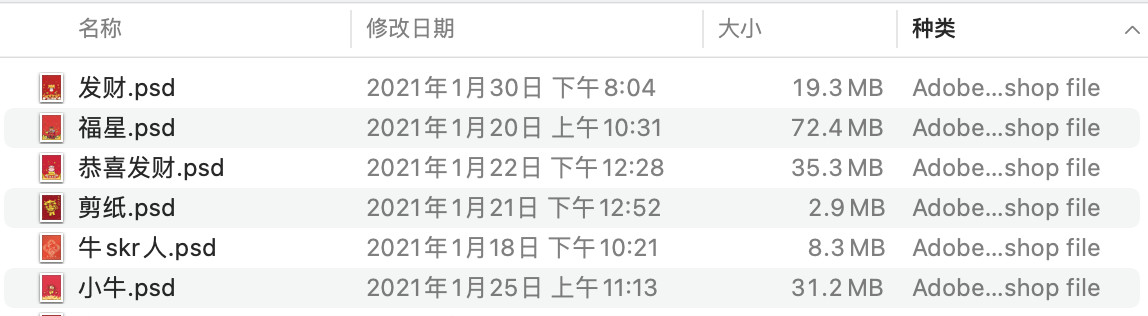 名称 修改日期 大小 种类
发财.psd 2021年1月30日 下午8:04 19.3 MB Adobe...shop file
福星.psd 2021年1月20日 上午10:31 72.4 MB Adobe...shop file
恭喜发财.psd 2021年1月22日 下午12:28 35.3 MB Adobe...shop file
剪纸.psd 2021年1月21日 下午12:52 2.9 MB Adobe...shop file
牛skr人.psd 2021年1月18日 下午10:21 8.3 MB Adobe...shop file
小牛.psd 2021年1月25日 上午11:13 31.2 MB Adobe...shop file